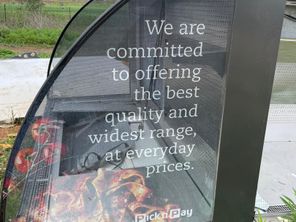 We are
committed
to offering
the best
quality and
widest range,
at everyday
prices.
Pick n Pay